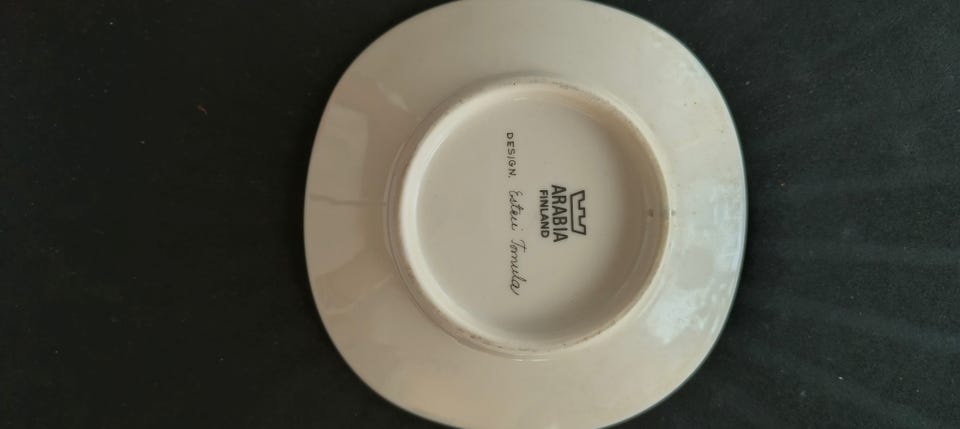 ARABIA
FINLAND
DESIGN. Esteri Tomula